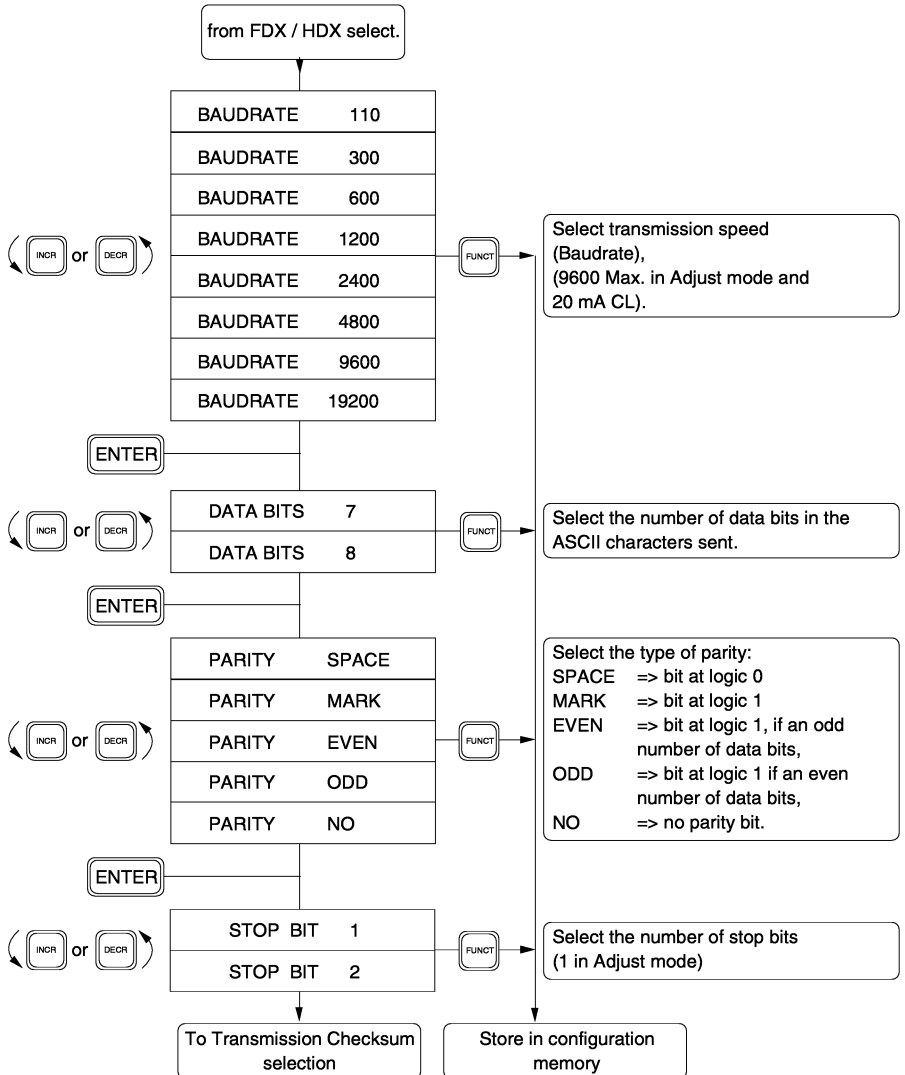 from FDX / HDX select.
BAUDRATE 110
BAUDRATE 300
BAUDRATE 600
BAUDRATE 1200
BAUDRATE 2400
BAUDRATE 4800
BAUDRATE 9600
BAUDRATE 19200
INCR or DECR
FUNCT
Select transmission speed
(Baudrate),
(9600 Max. in Adjust mode and
20 mA CL).
ENTER
INCR or DECR
DATA BITS 7
DATA BITS 8
FUNCT
Select the number of data bits in the
ASCII characters sent.
ENTER
INCR or DECR
PARITY SPACE
PARITY MARK
PARITY EVEN
PARITY ODD
PARITY NO
FUNCT
Select the type of parity:
SPACE => bit at logic 0
MARK => bit at logic 1
EVEN => bit at logic 1, if an odd
number of data bits,
ODD => bit at logic 1 if an even
number of data bits,
NO => no parity bit.
ENTER
INCR or DECR
STOP BIT 1
STOP BIT 2
FUNCT
Select the number of stop bits
(1 in Adjust mode)
To Transmission Checksum
selection
Store in configuration
memory